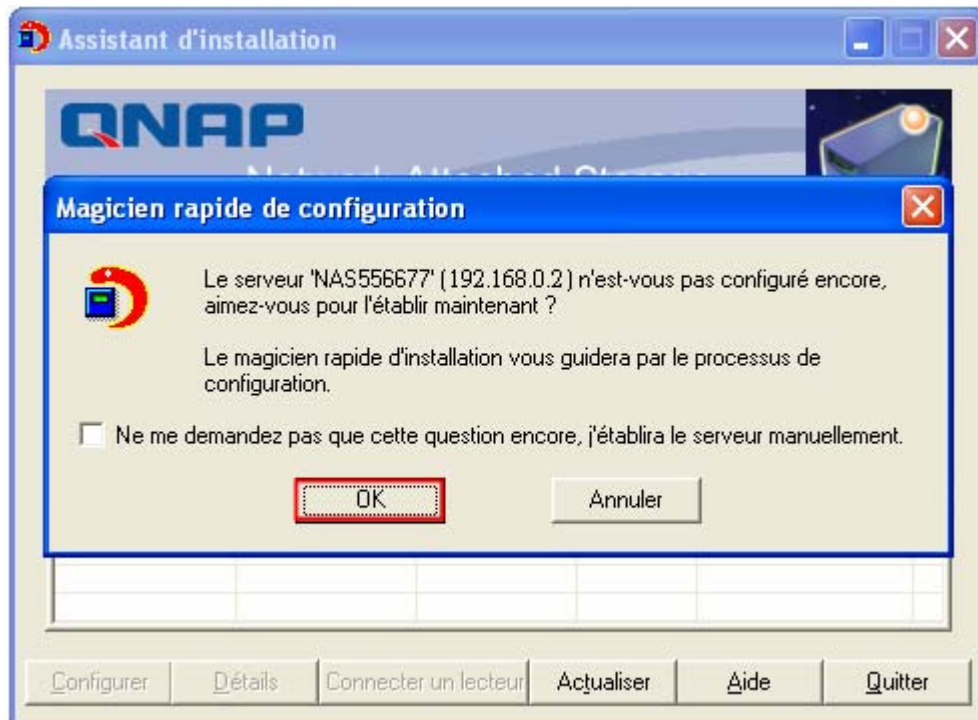 Assistant d'installation
QNAP
Network Attached Storage
Magicien rapide de configuration
Le serveur 'NAS556677' (192.168.0.2) n'est-vous pas configuré encore,
aimez-vous pour l'établir maintenant ?
Le magicien rapide d'installation vous guidera par le processus de
configuration.
Ne me demandez pas que cette question encore, j'établira le serveur manuellement.
OK
Annuler
Configurer
Détails
Connecter un lecteur
Actualiser
Aide
Quitter